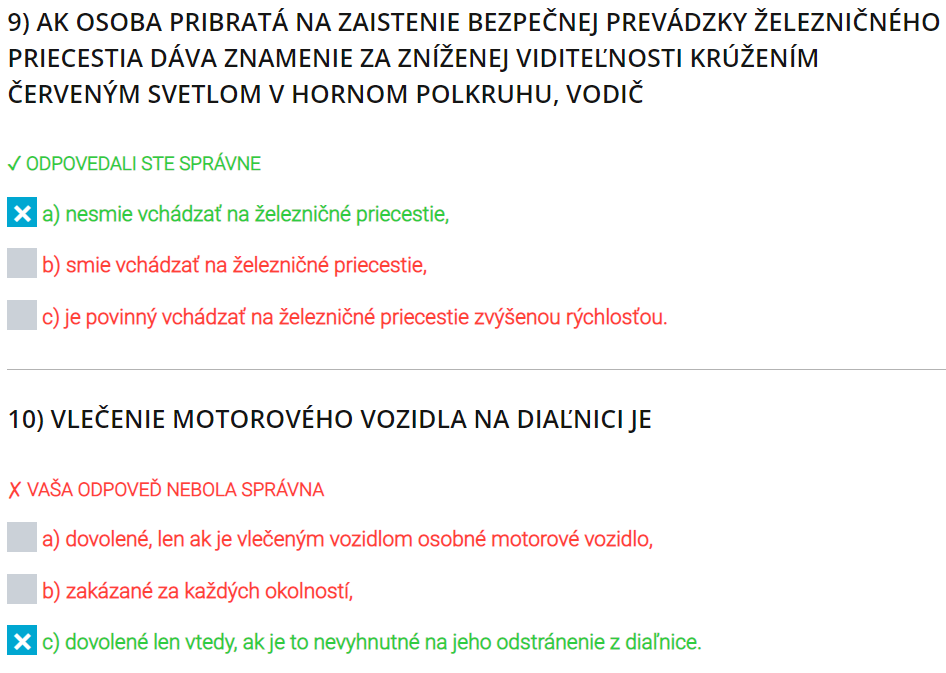 9) AK OSOBA PRIBRATÁ NA ZAISTENIE BEZPEČNEJ PREVÁDZKY ŽELEZNIČNÉHO
PRIECESTIA DÁVA ZNAMENIE ZA ZNÍŽENEJ VIDITEĽNOSTI KRÚŽENÍM
ČERVENÝM SVETLOM V HORNOM POLKRUHU, VODIČ
✓ ODPOVEDALI STE SPRÁVNE
a) nesmie vchádzať na železničné priecestie,
b) smie vchádzať na železničné priecestie,
c) je povinný vchádzať na železničné priecestie zvýšenou rýchlosťou.
10) VLEČENIE MOTOROVÉHO VOZIDLA NA DIAĽNICI JE
✗ VAŠA ODPOVEĎ NEBOLA SPRÁVNA
a) dovolené, len ak je vlečeným vozidlom osobné motorové vozidlo,
b) zakázané za každých okolností,
c) dovolené len vtedy, ak je to nevyhnutné na jeho odstránenie z diaľnice.